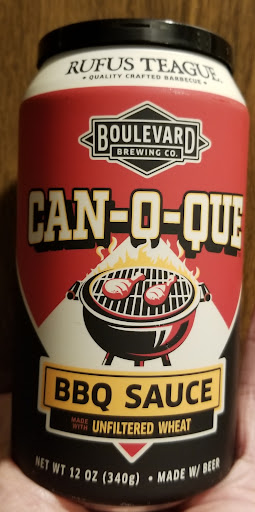 RUFUS TEAGUE
• QUALITY CRAFTED BARBECUE •
BOULEVARD
BREWING CO.
CAN-O-QUE
BBQ SAUCE
MADE WITH UNFILTERED WHEAT
NET WT 12 OZ (340g) • MADE W/ BEER